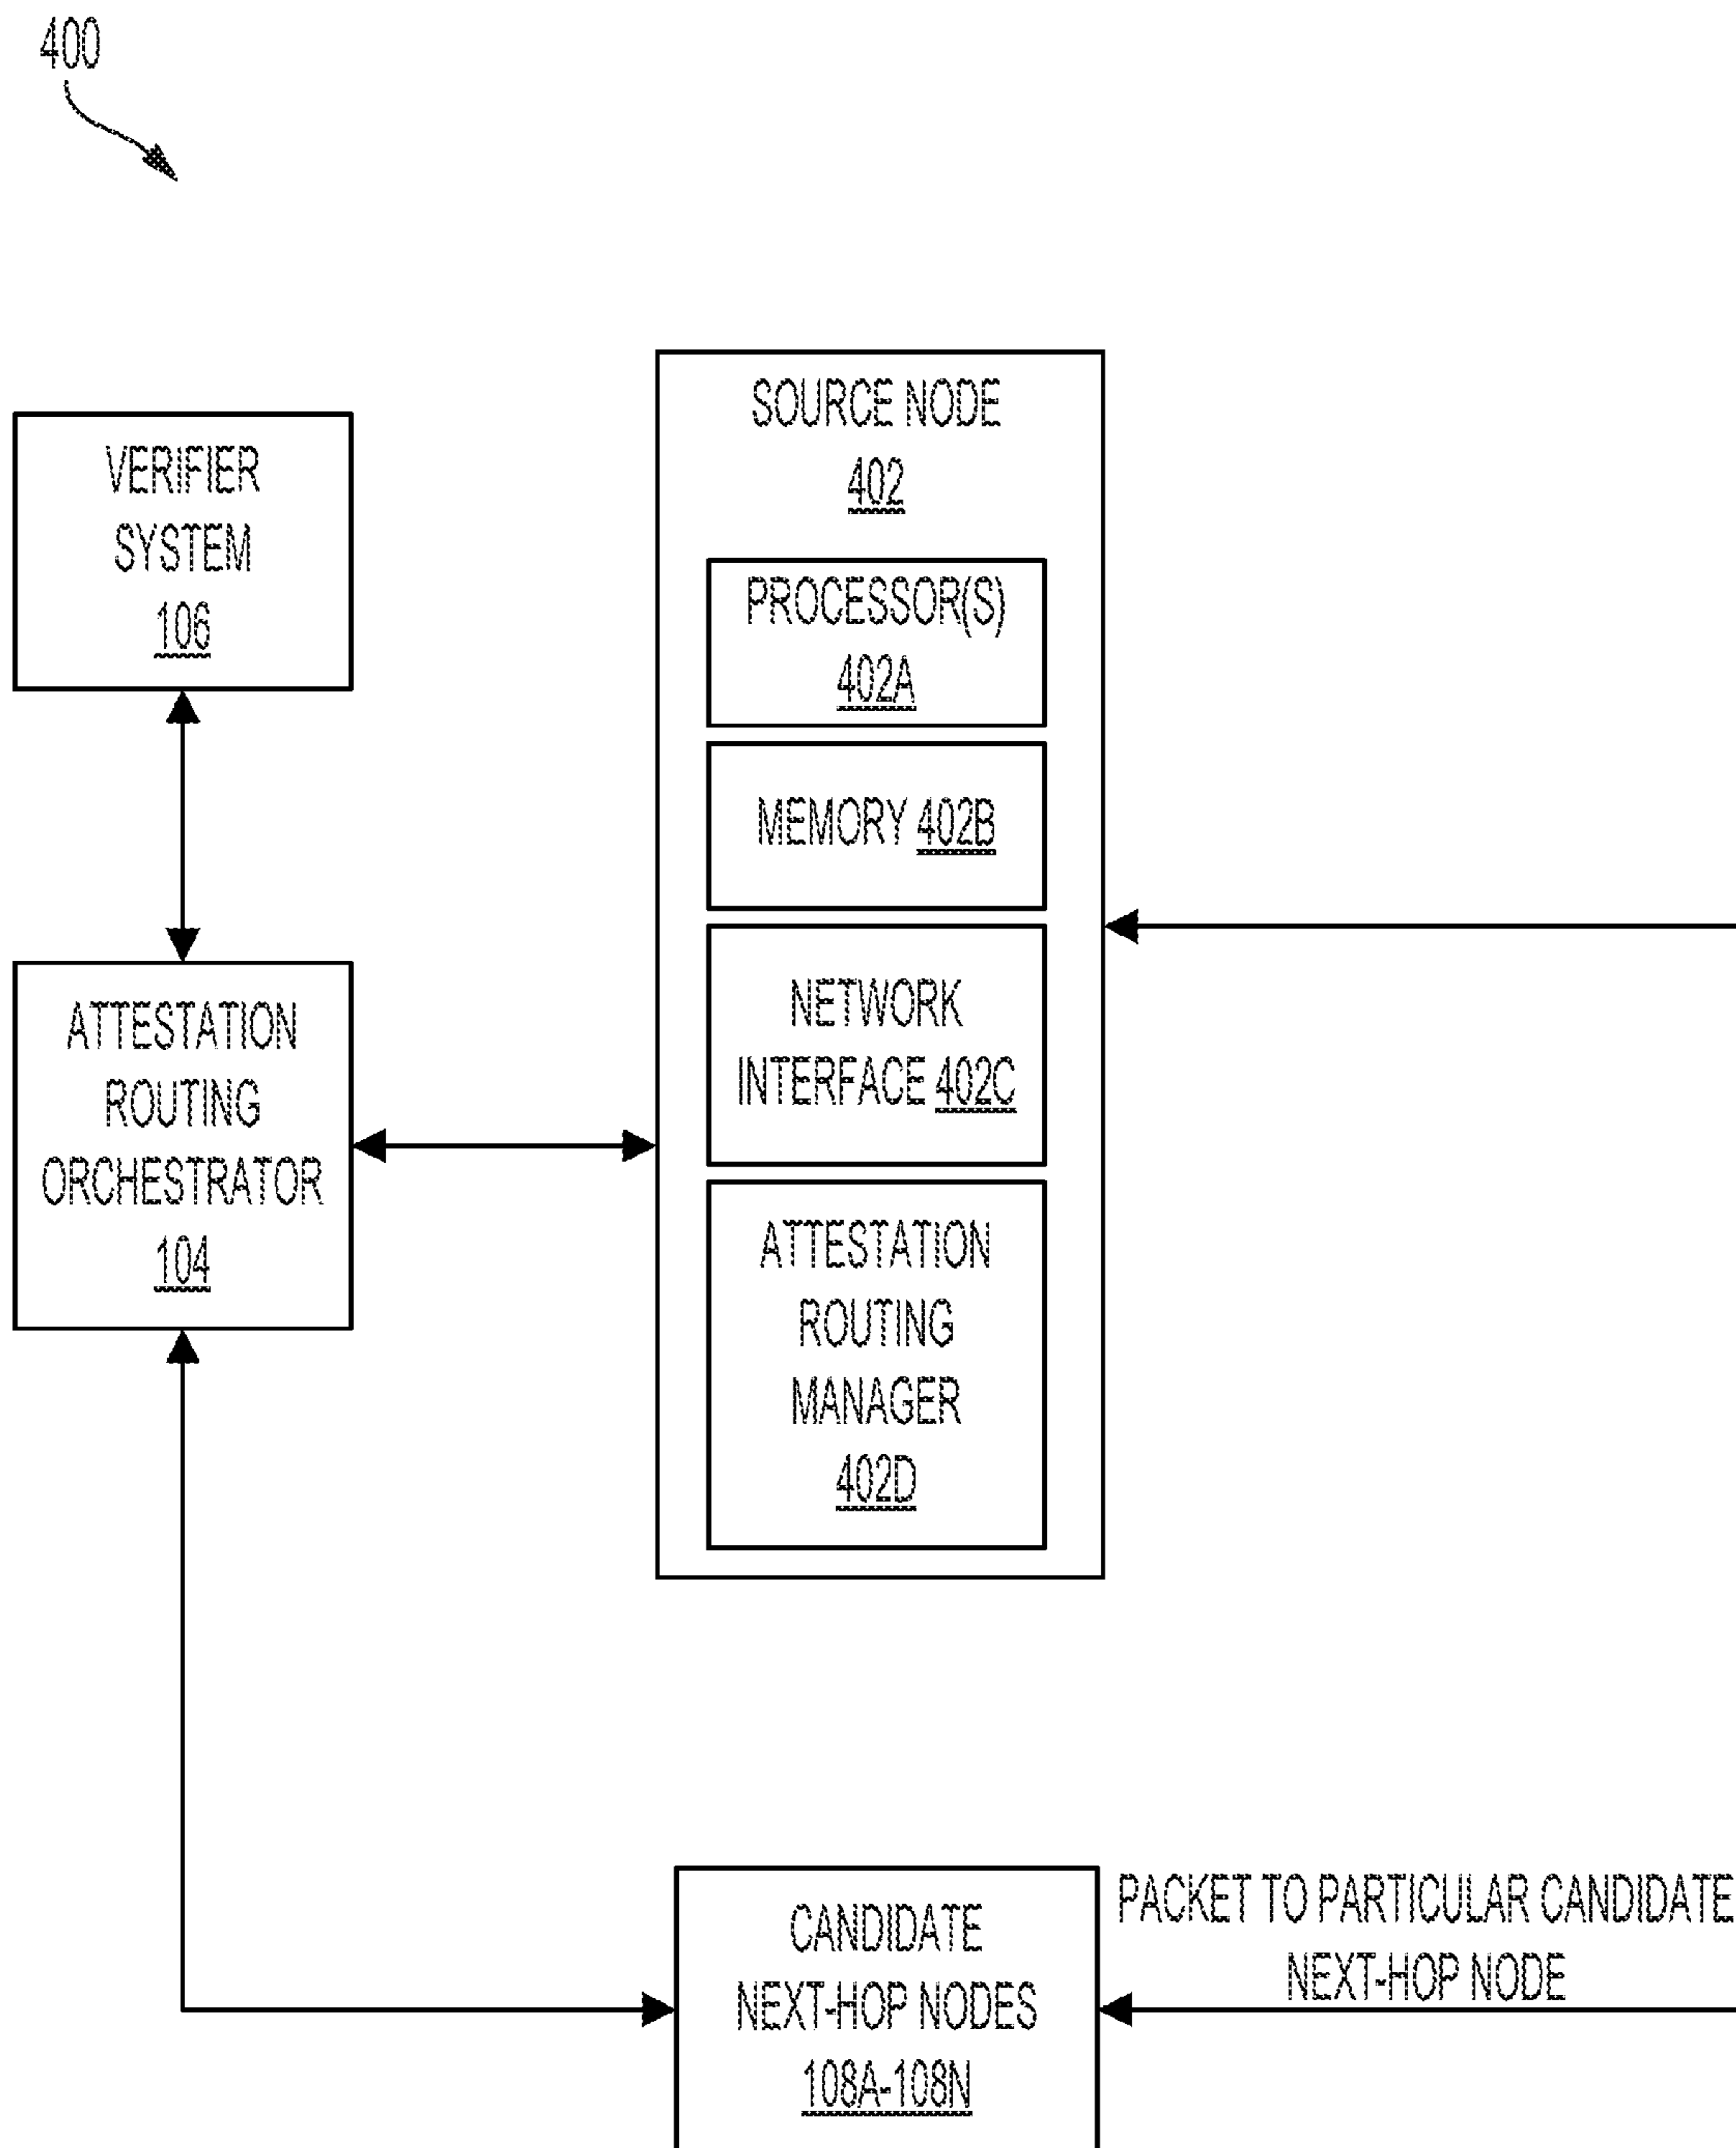 400
VERIFIER
SYSTEM
106
ATTESTATION
ROUTING
ORCHESTRATOR
104
SOURCE NODE
402
PROCESSOR(S)
402A
MEMORY 402B
NETWORK
INTERFACE 402C
ATTESTATION
ROUTING
MANAGER
402D
CANDIDATE
NEXT-HOP NODES
108A-108N
PACKET TO PARTICULAR CANDIDATE
NEXT-HOP NODE